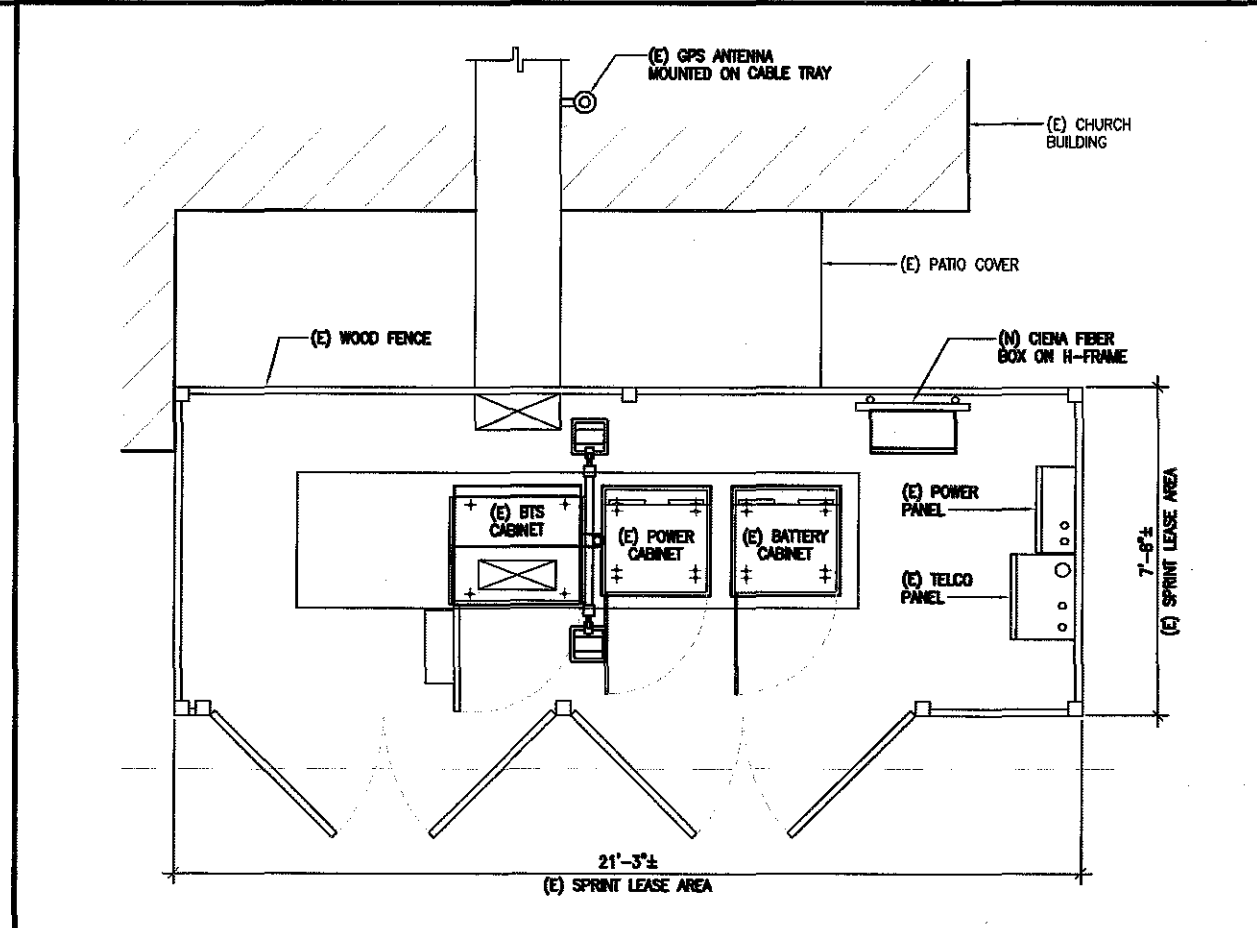 (E) GPS ANTENNA
MOUNTED ON CABLE TRAY
(E) CHURCH
BUILDING
(E) PATIO COVER
(E) WOOD FENCE
(N) CIENA FIBER
BOX ON H-FRAME
(E) BTS
CABINET
(E) POWER
CABINET
(E) BATTERY
CABINET
(E) POWER
PANEL
(E) TELCO
PANEL
7'-8"±
(E) SPRINT LEASE AREA
21'-3"±
(E) SPRINT LEASE AREA